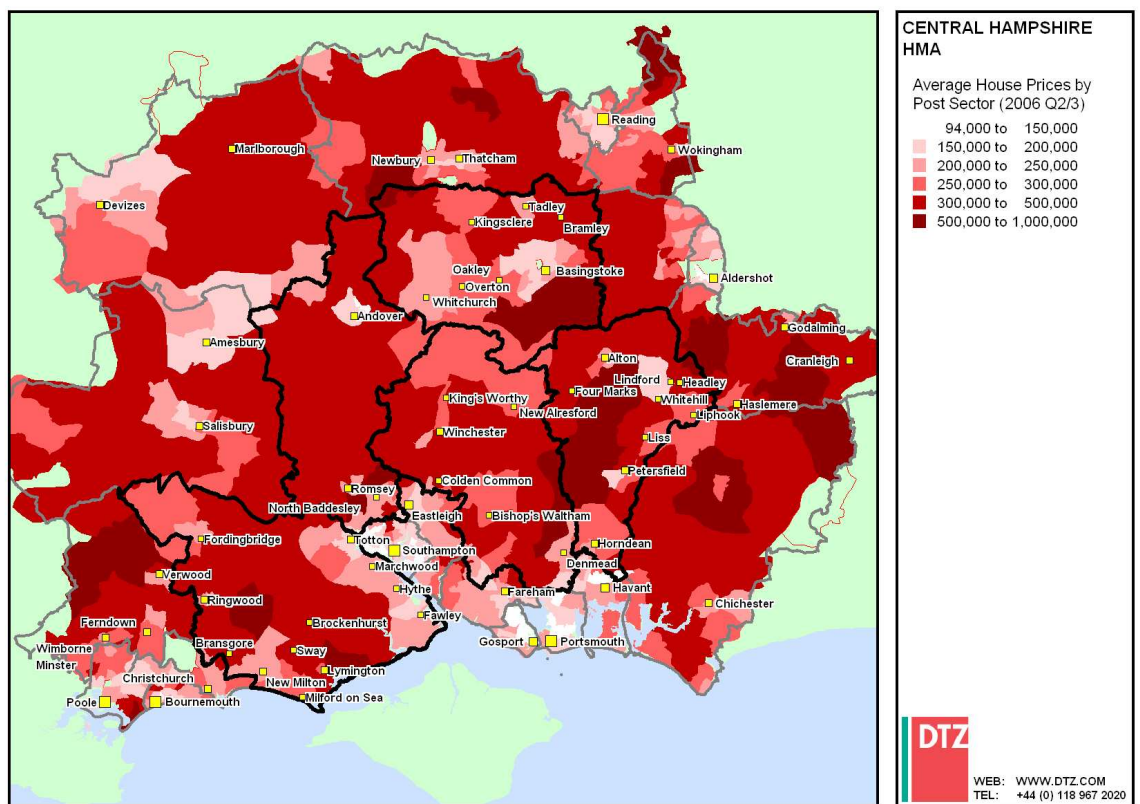 CENTRAL HAMPSHIRE
HMA
Average House Prices by
Post Sector (2006 Q2/3)
94,000 to 150,000
150,000 to 200,000
200,000 to 250,000
250,000 to 300,000
300,000 to 500,000
500,000 to 1,000,000
Reading
Marlborough
Wokingham
Newbury
Thatcham
Devizes
Tadley
Kingsclere
Bramley
Oakley
Basingstoke
Aldershot
Overton
Whitchurch
Andover
Godalming
Amesbury
Alton
Cranleigh
Lindford
Headley
Four Marks
King's Worthy
Whitehill
Haslemere
New Alresford
Liphook
Salisbury
Winchester
Liss
Petersfield
Colden Common
Romsey
North Baddesley
Eastleigh
Bishop's Waltham
Fordingbridge
Totton
Horndean
Southampton
Denmead
Marchwood
Verwood
Hythe
Fareham
Havant
Ringwood
Chichester
Fawley
Ferndown
Brockenhurst
Bransgore
Gosport
Portsmouth
Wimborne
Minster
Sway
Lymington
Christchurch
New Milton
Milford on Sea
Poole
Bournemouth
DTZ
WEB: WWW.DTZ.COM
TEL: +44 (0) 118 967 2020